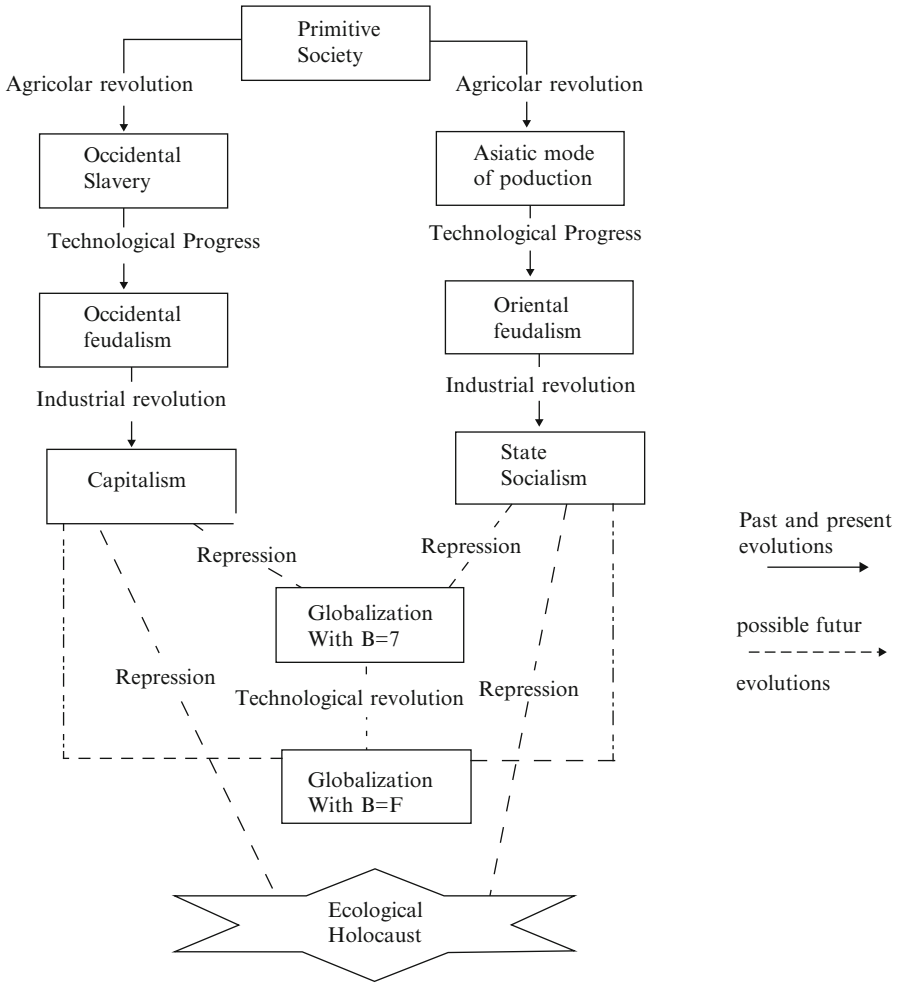 Primitive
Society
Agricolar revolution
Agricolar revolution
Occidental
Slavery
Asiatic mode
of poduction
Technological Progress
Technological Progress
Occidental
feudalism
Oriental
feudalism
Industrial revolution
Industrial revolution
Capitalism
State
Socialism
Past and present
evolutions
Repression
Repression
Globalization
With B=7
possible futur
evolutions
Repression
Technological revolution
Repression
Globalization
With B=F
Ecological
Holocaust